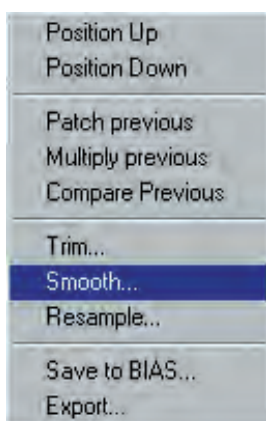 Position Up
Position Down
Patch previous
Multiply previous
Compare Previous
Trim...
Smooth...
Resample...
Save to BIAS...
Export...